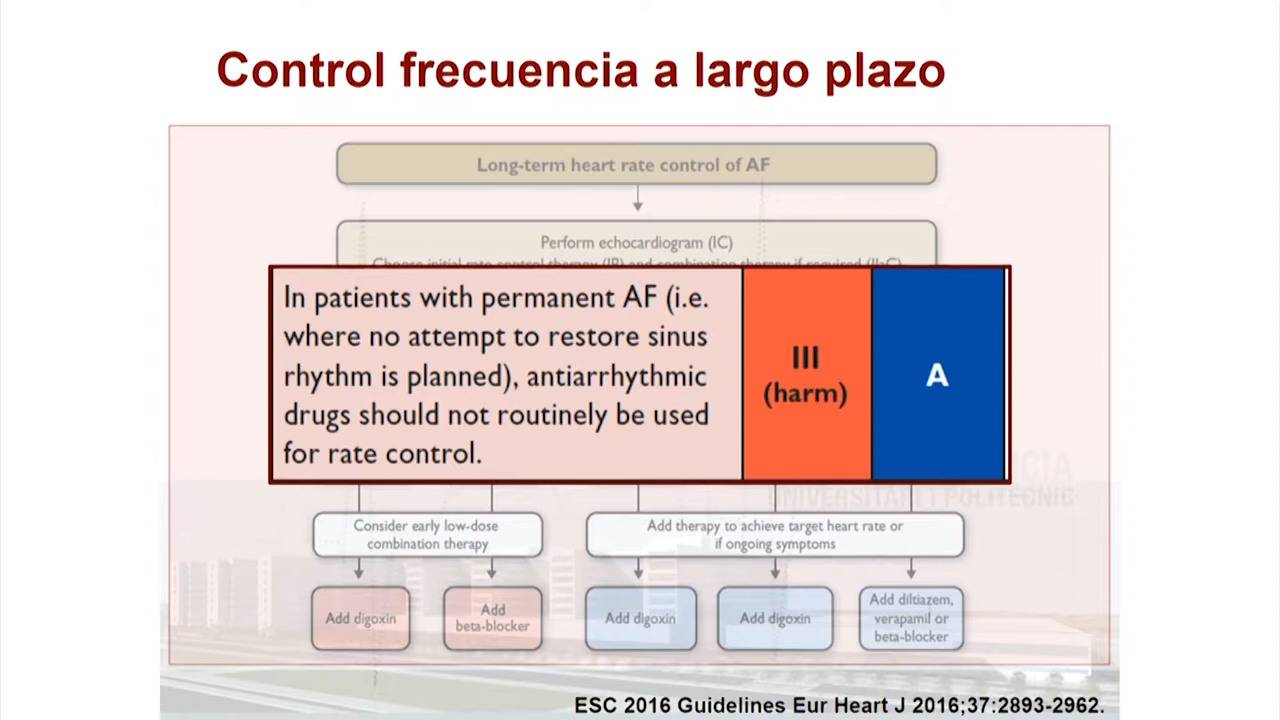 Control frecuencia a largo plazo
Long-term heart rate control of AF
Perform echocardiogram (IC)
Choose initial rate control therapy (IB) and combination therapy if required (IIaC)
In patients with permanent AF (i.e.
where no attempt to restore sinus
rhythm is planned), antiarrhythmic
drugs should not routinely be used
for rate control.
III
(harm)
A
UNIVERSITARI I POLITÈCNIC
Consider early low-dose
combination therapy
Add therapy to achieve target heart rate or
if ongoing symptoms
Add digoxin
Add
beta-blocker
Add digoxin
Add digoxin
Add diltiazem,
verapamil or
beta-blocker
ESC 2016 Guidelines Eur Heart J 2016;37:2893-2962.